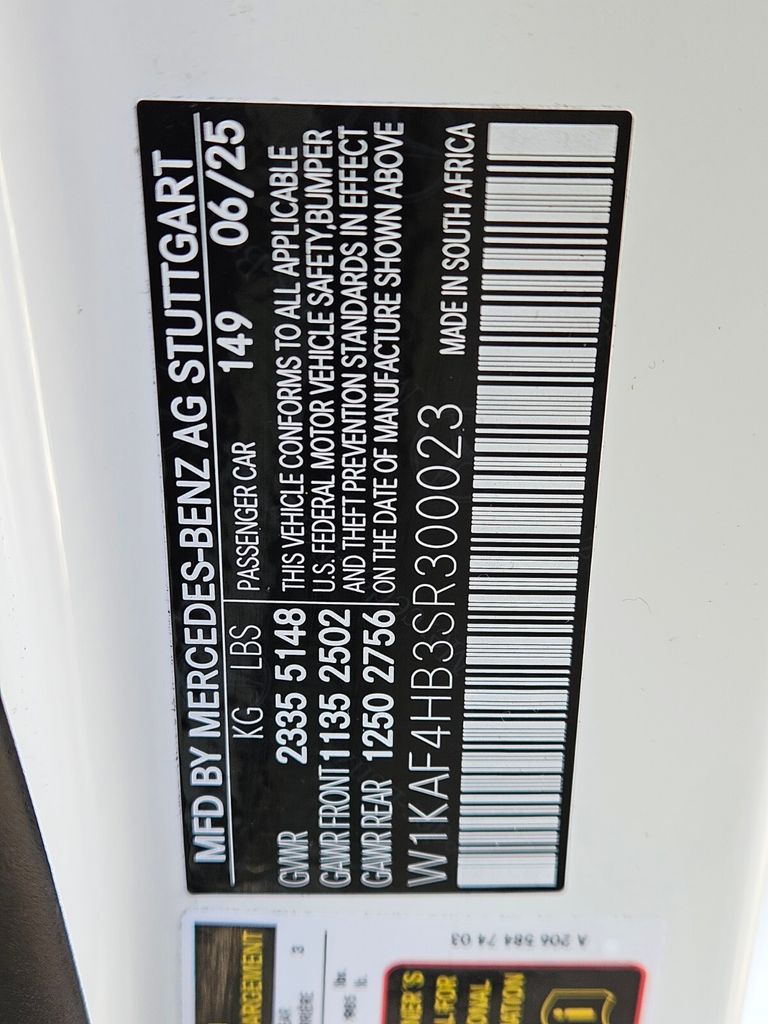 MFD BY MERCEDES-BENZ AG STUTTGART
KG LBS PASSENGER CAR 149 06/25
GVWR 2335 5148 THIS VEHICLE CONFORMS TO ALL APPLICABLE
GAWR FRONT 1135 2502 U.S. FEDERAL MOTOR VEHICLE SAFETY,BUMPER
GAWR REAR 1250 2756 AND THEFT PREVENTION STANDARDS IN EFFECT
ON THE DATE OF MANUFACTURE SHOWN ABOVE
W1KAF4HB3SR300023 MADE IN SOUTH AFRICA
A 206 584 74 03
3
lbs.
lb.